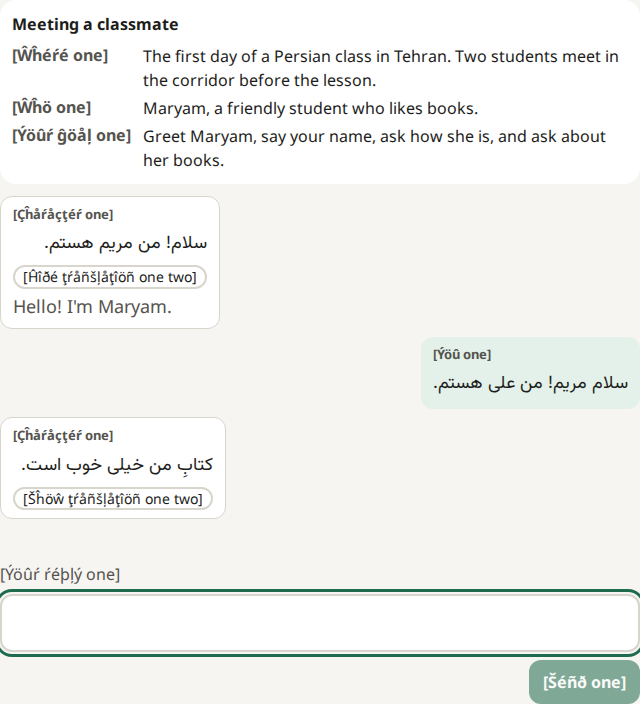 Meeting a classmate
[Ŵĥéŕé one] The first day of a Persian class in Tehran. Two students meet in
the corridor before the lesson.
[Ŵĥö one] Maryam, a friendly student who likes books.
[Ýöûŕ ĝöåļ one] Greet Maryam, say your name, ask how she is, and ask about
her books.
[Çĥåŕåçţéŕ one]
سلام! من مریم هستم.
[Ĥîðé ţŕåñšļåţîöñ one two]
Hello! I'm Maryam.
[Ýöû one]
سلام مریم! من علی هستم.
[Çĥåŕåçţéŕ one]
کتابِ من خیلی خوب است.
[Šĥöŵ ţŕåñšļåţîöñ one two]
[Ýöûŕ ŕéþļý one]
[Šéñð one]